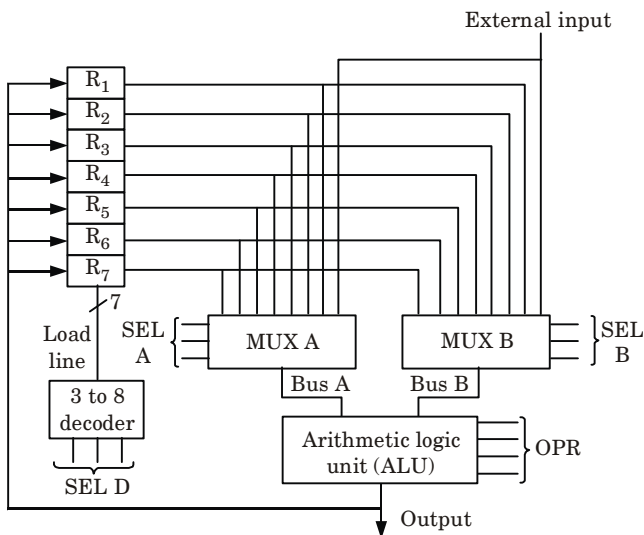 External input
R1
R2
R3
R4
R5
R6
R7
7
Load
line
SEL
A
MUX A
MUX B
SEL
B
Bus A
Bus B
3 to 8
decoder
Arithmetic logic
unit (ALU)
OPR
SEL D
Output